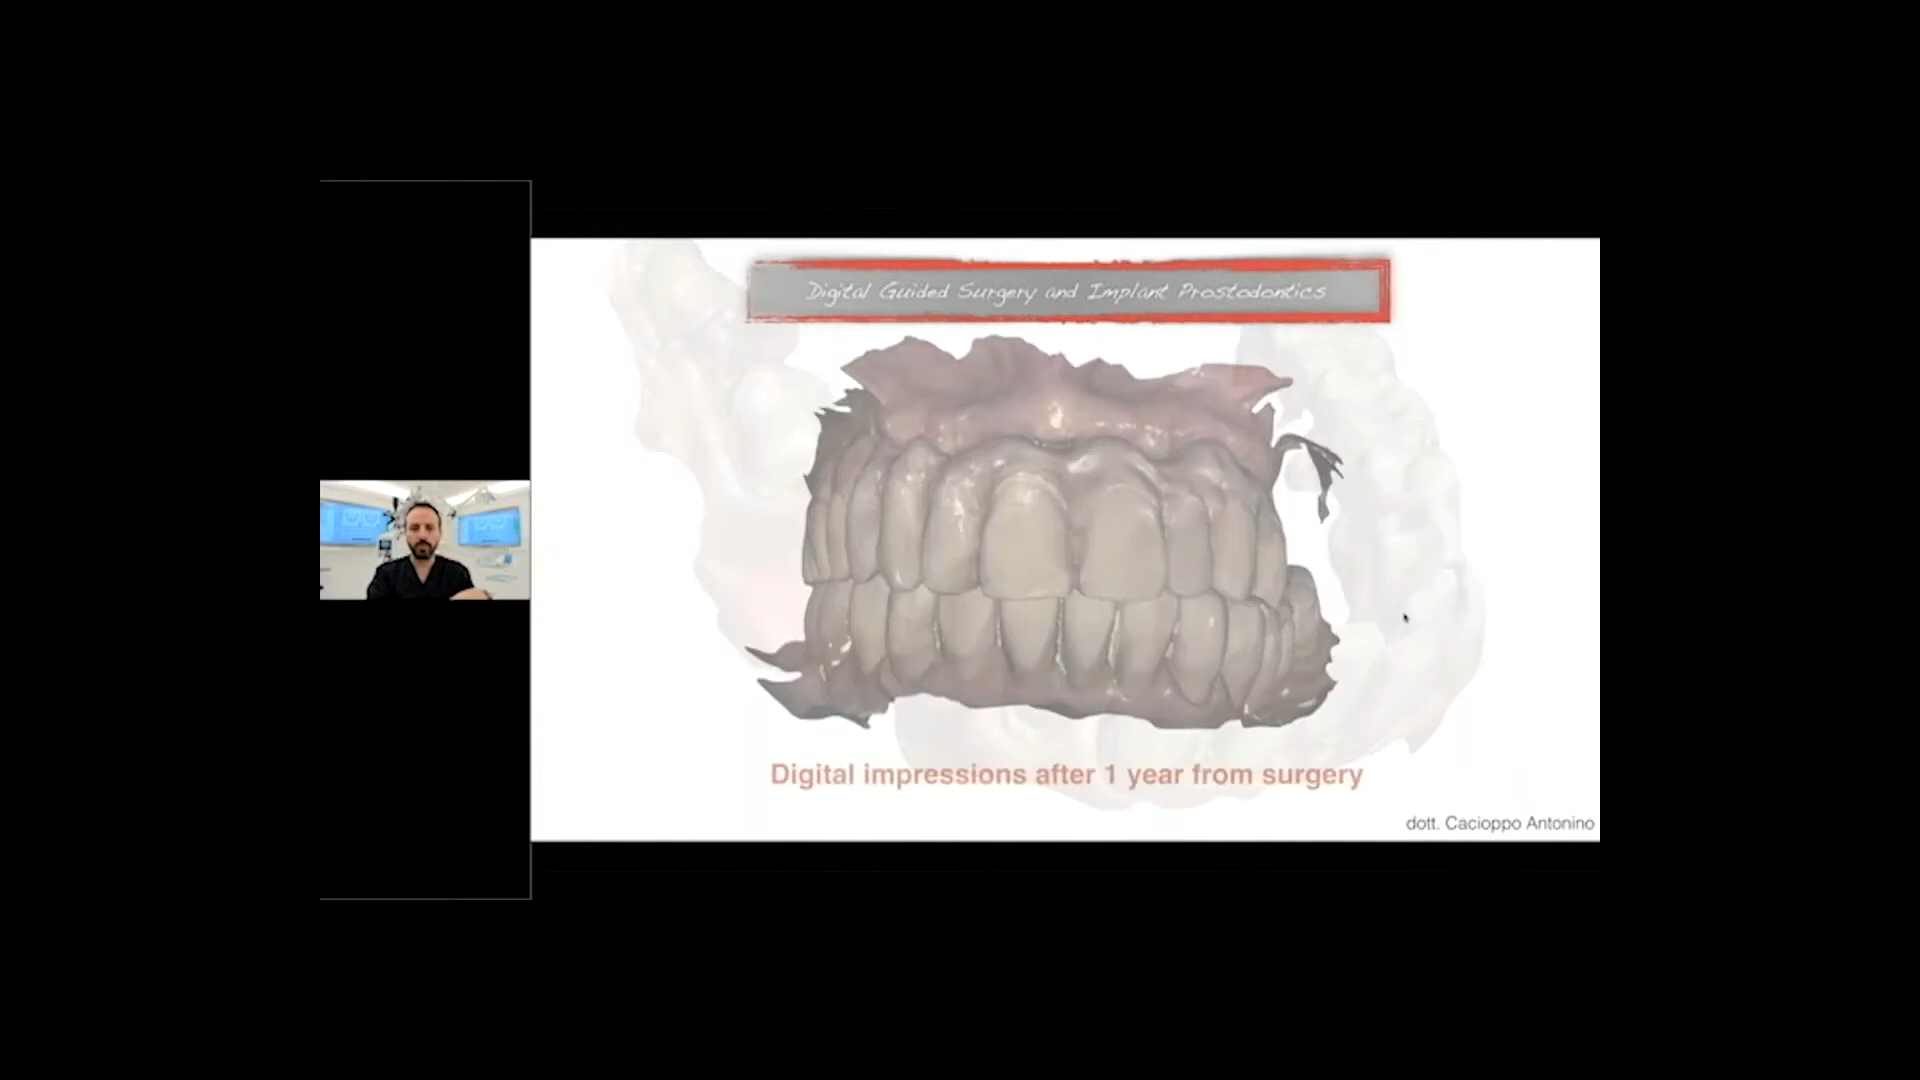 Digital Guided Surgery and Implant Prostodontics
Digital impressions after 1 year from surgery
dott. Cacioppo Antonino